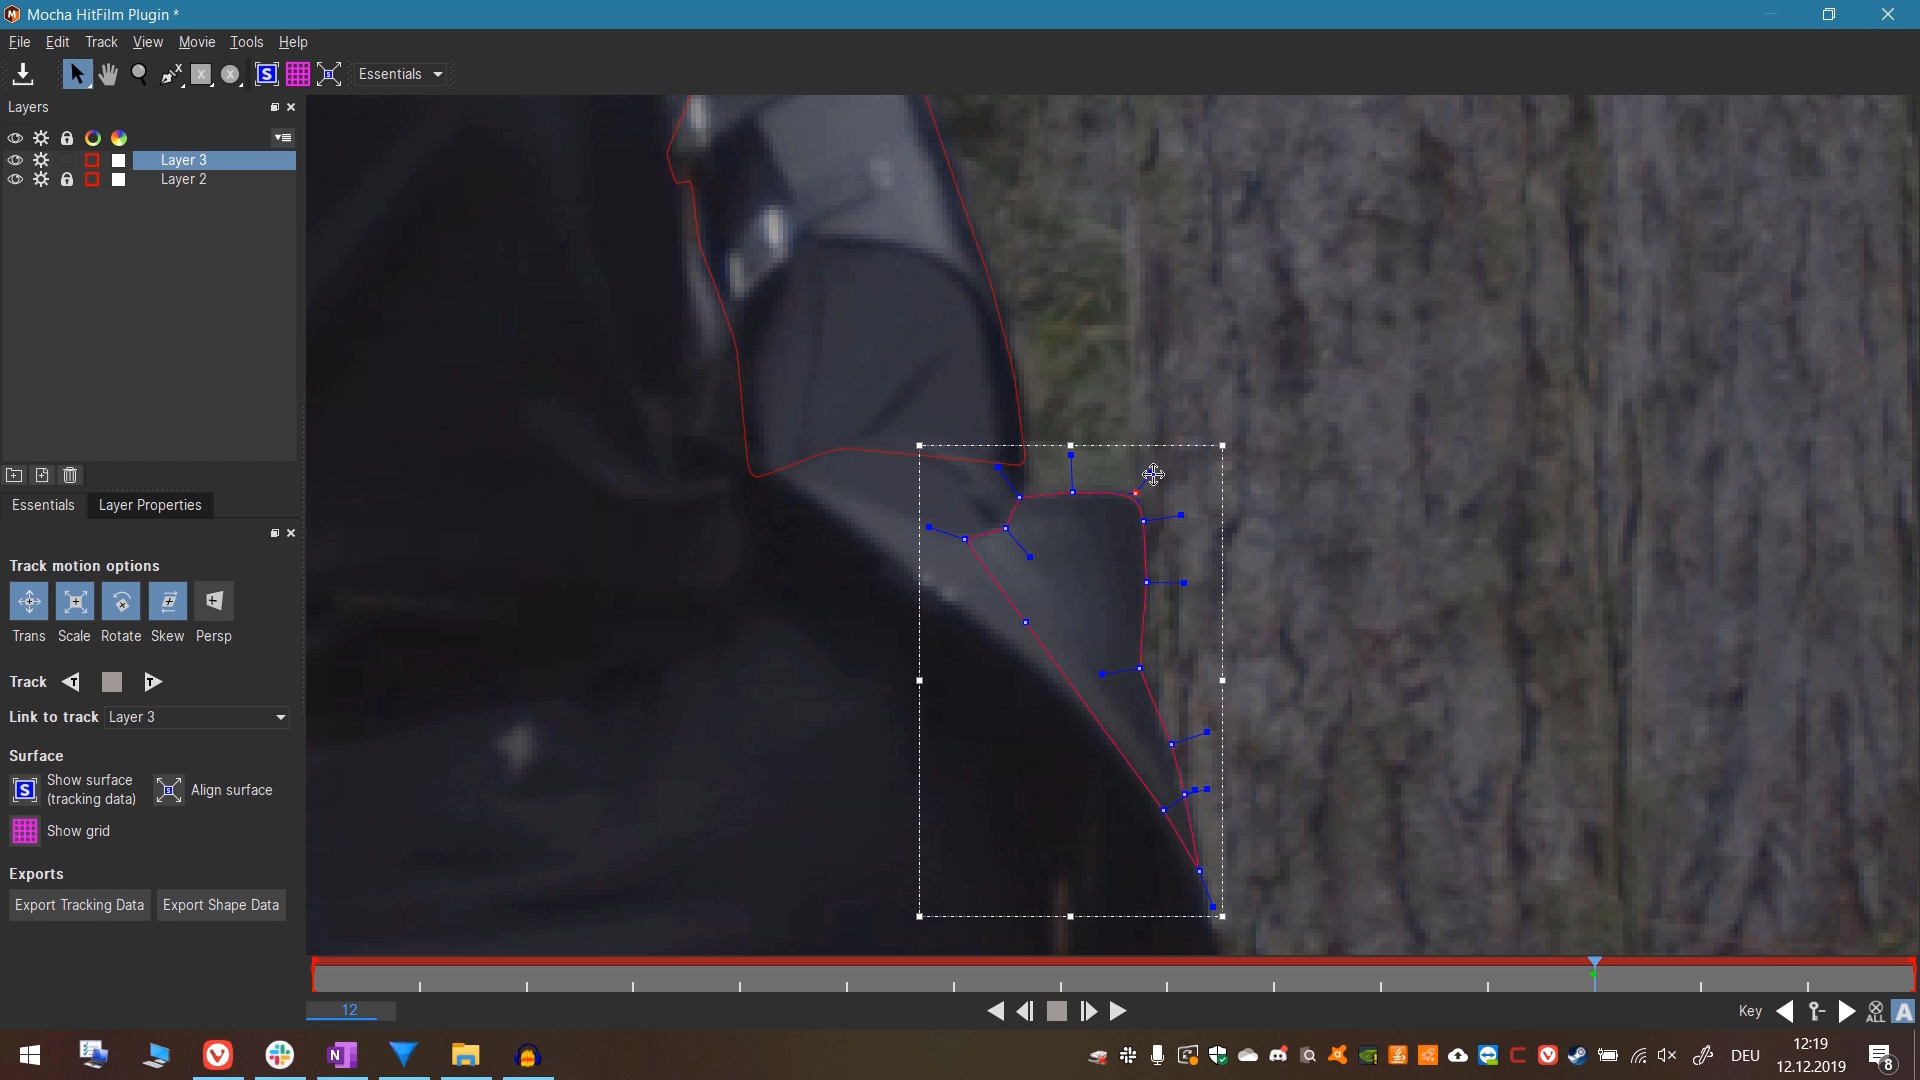 Mocha HitFilm Plugin *
File Edit Track View Movie Tools Help
Essentials
Layers
Layer 3
Layer 2
Essentials Layer Properties
Track motion options
Trans Scale Rotate Skew Persp
Track
Link to track Layer 3
Surface
Show surface
(tracking data)
Align surface
Show grid
Exports
Export Tracking Data Export Shape Data
12
Key
ALL
A
DEU
12:19
12.12.2019
8